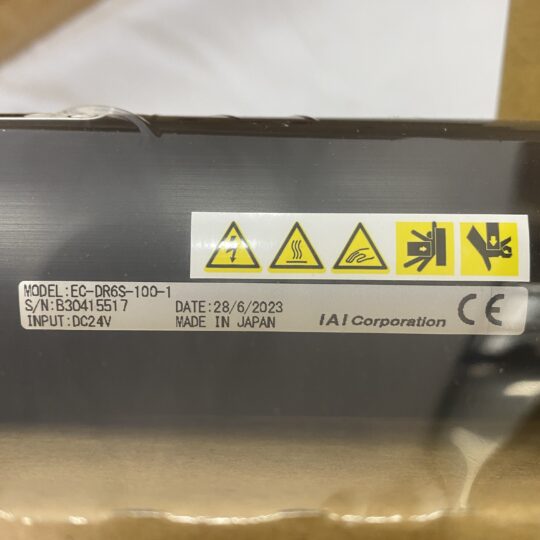 MODEL:EC-DR6S-100-1
S/N:B30415517 DATE:28/6/2023
INPUT:DC24V MADE IN JAPAN IAI Corporation CE